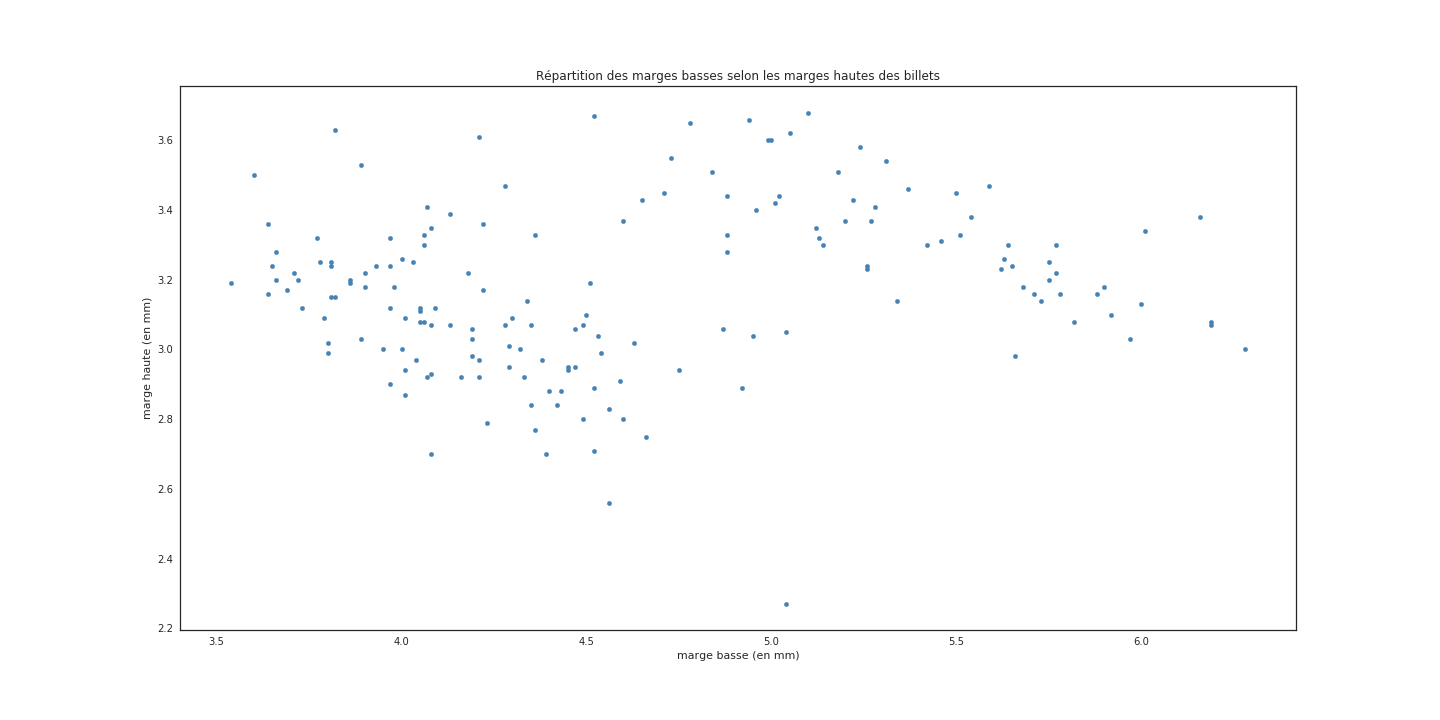 Répartition des marges basses selon les marges hautes des billets
3.6
3.4
3.2
3.0
2.8
2.6
2.4
2.2
marge haute (en mm)
3.5 4.0 4.5 5.0 5.5 6.0
marge basse (en mm)